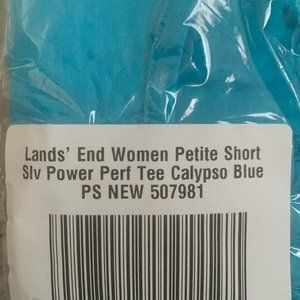 Lands' End Women Petite Short
Slv Power Perf Tee Calypso Blue
PS NEW 507981